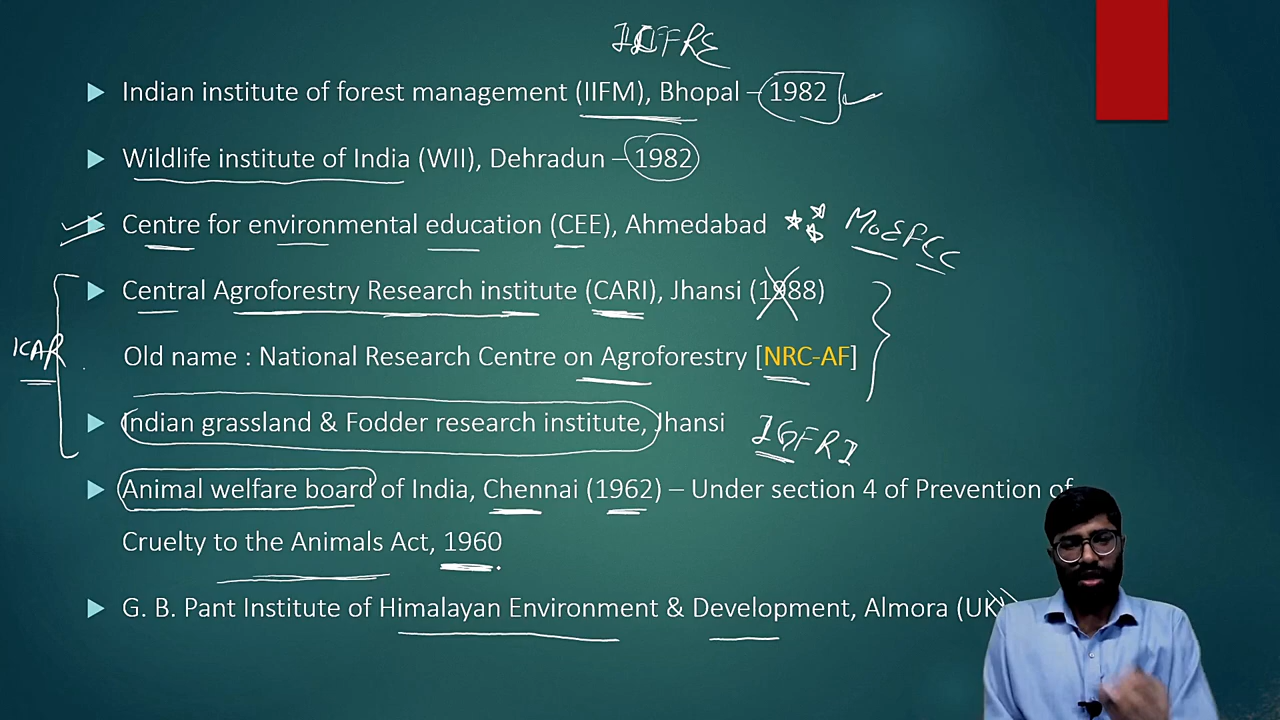 ICFRE
Indian institute of forest management (IIFM), Bhopal – 1982
Wildlife institute of India (WII), Dehradun – 1982
Centre for environmental education (CEE), Ahmedabad MoEFCC
Central Agroforestry Research institute (CARI), Jhansi (1988)
ICAR
Old name : National Research Centre on Agroforestry [NRC-AF]
Indian grassland & Fodder research institute, Jhansi IGFRI
Animal welfare board of India, Chennai (1962) – Under section 4 of Prevention of
Cruelty to the Animals Act, 1960
G. B. Pant Institute of Himalayan Environment & Development, Almora (UK)